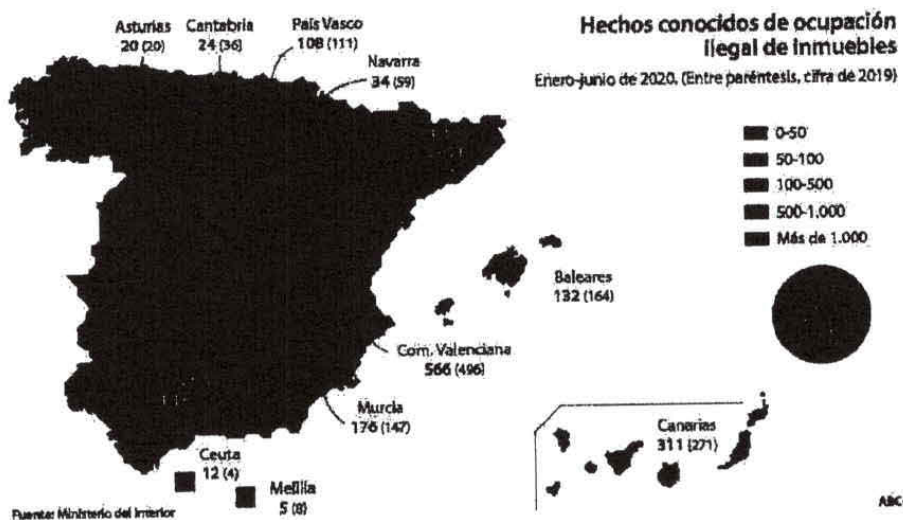 Hechos conocidos de ocupación
ilegal de inmuebles
Enero-junio de 2020. (Entre paréntesis, cifra de 2019)
0-50
50-100
100-500
500-1.000
Más de 1.000
Asturias
20 (20)
Cantabria
24 (36)
País Vasco
108 (111)
Navarra
34 (59)
Baleares
132 (164)
Com. Valenciana
566 (496)
Murcia
176 (147)
Ceuta
12 (4)
Melilla
5 (8)
Canarias
311 (271)
Fuente: Ministerio del Interior
ABC